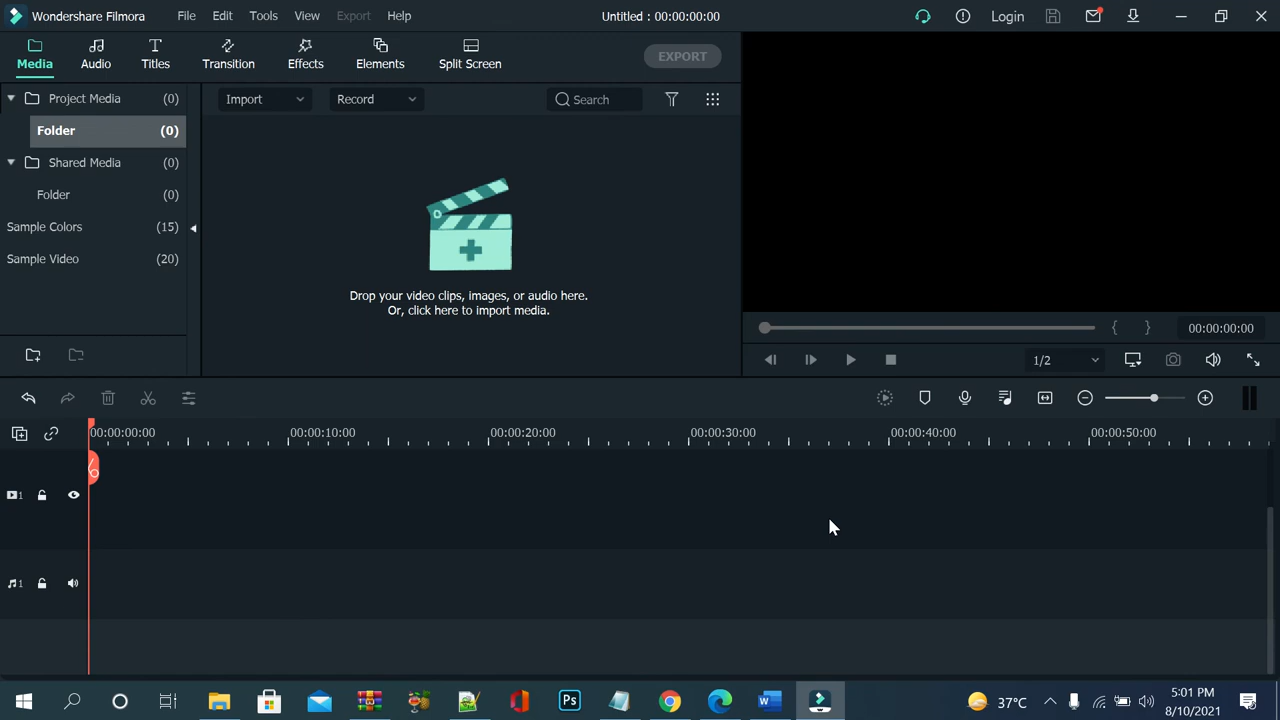 Wondershare Filmora File Edit Tools View Export Help Untitled : 00:00:00:00 Login
Media Audio Titles Transition Effects Elements Split Screen EXPORT
Project Media (0) Import Record Search
Folder (0)
Shared Media (0)
Folder (0)
Sample Colors (15)
Sample Video (20)
Drop your video clips, images, or audio here.
Or, click here to import media.
{ } 00:00:00:00
1/2
00:00:00:00 00:00:10:00 00:00:20:00 00:00:30:00 00:00:40:00 00:00:50:00
1
1
Ps W 37°C 5:01 PM
8/10/2021